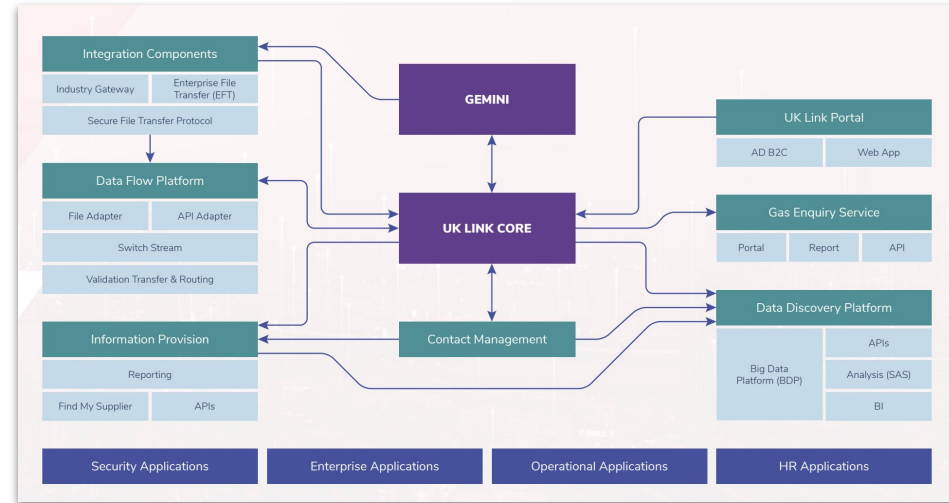 Integration Components
Industry Gateway
Enterprise File
Transfer (EFT)
Secure File Transfer Protocol
GEMINI
UK Link Portal
AD B2C
Web App
Data Flow Platform
File Adapter
API Adapter
Switch Stream
Validation Transfer & Routing
UK LINK CORE
Gas Enquiry Service
Portal
Report
API
Information Provision
Reporting
Find My Supplier
APIs
Contact Management
Data Discovery Platform
Big Data
Platform (BDP)
APIs
Analysis (SAS)
BI
Security Applications
Enterprise Applications
Operational Applications
HR Applications